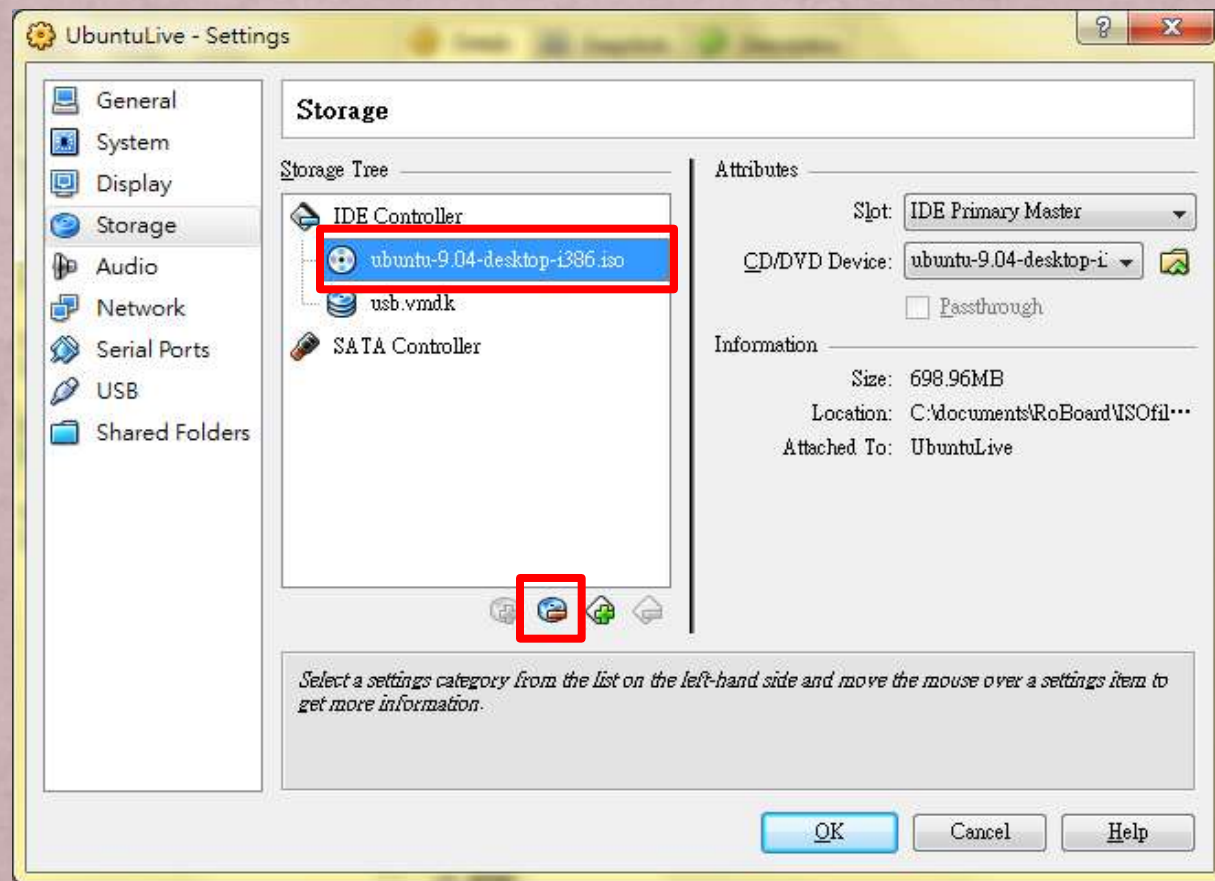 UbuntuLive - Settings
General
System
Display
Storage
Audio
Network
Serial Ports
USB
Shared Folders
Storage
Storage Tree
IDE Controller
ubuntu-9.04-desktop-i386.iso
usb.vmdk
SATA Controller
Attributes
Slot: IDE Primary Master
CD/DVD Device: ubuntu-9.04-desktop-i
Passthrough
Information
Size: 698.96MB
Location: C:\documents\RoBoard\ISOfil⋯
Attached To: UbuntuLive
Select a settings category from the list on the left-hand side and move the mouse over a settings item to
get more information.
OK
Cancel
Help